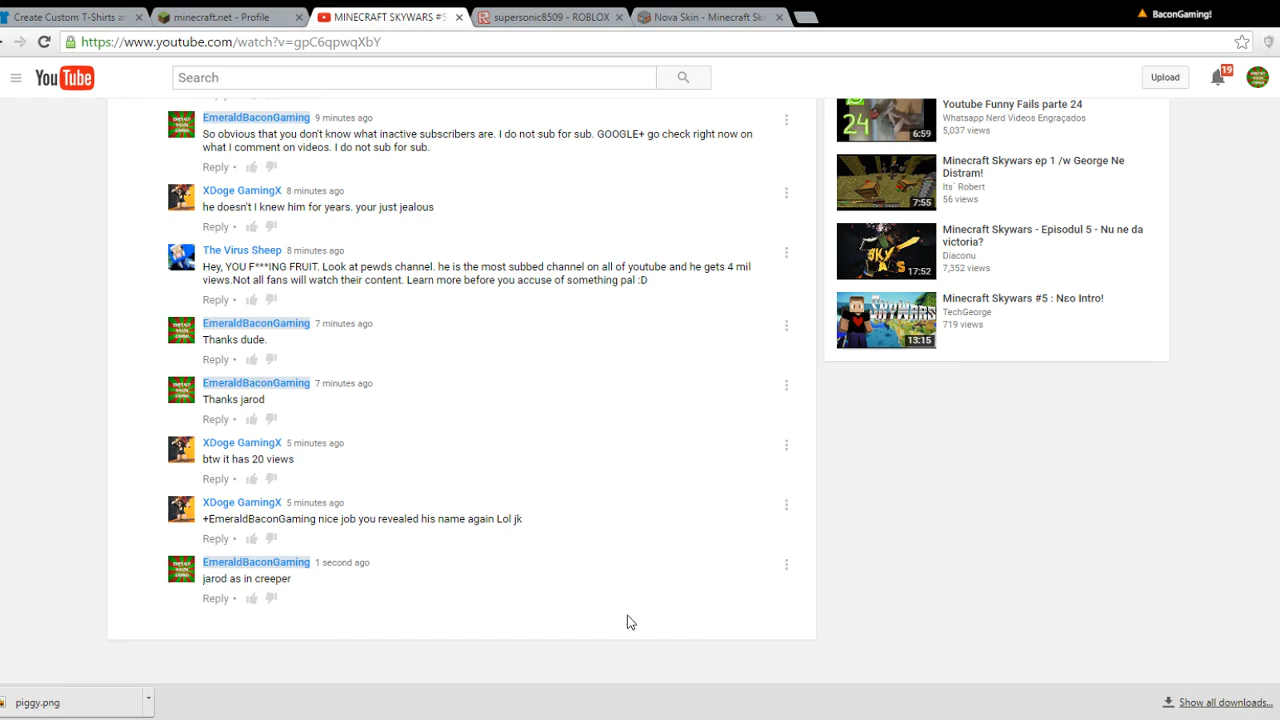 Create Custom T-Shirts ar
minecraft.net - Profile
MINECRAFT SKYWARS #5
supersonic8509 - ROBLOX
Nova Skin - Minecraft Sk
BaconGaming!
https://www.youtube.com/watch?v=gpC6qpwqXbY
YouTube
Search
Upload
19
EmeraldBaconGaming 9 minutes ago
So obvious that you don't know what inactive subscribers are. I do not sub for sub. GOOGLE+ go check right now on
what I comment on videos. I do not sub for sub.
Reply •
XDoge GamingX 8 minutes ago
he doesn't I knew him for years. your just jealous
Reply •
The Virus Sheep 8 minutes ago
Hey, YOU F***ING FRUIT. Look at pewds channel. he is the most subbed channel on all of youtube and he gets 4 mil
views.Not all fans will watch their content. Learn more before you accuse of something pal :D
Reply •
EmeraldBaconGaming 7 minutes ago
Thanks dude.
Reply •
EmeraldBaconGaming 7 minutes ago
Thanks jarod
Reply •
XDoge GamingX 5 minutes ago
btw it has 20 views
Reply •
XDoge GamingX 5 minutes ago
+EmeraldBaconGaming nice job you revealed his name again Lol jk
Reply •
EmeraldBaconGaming 1 second ago
jarod as in creeper
Reply •
24
6:59
Youtube Funny Fails parte 24
Whatsapp Nerd Videos Engraçados
5,037 views
7:55
Minecraft Skywars ep 1 /w George Ne
Distram!
Its` Robert
56 views
SKY
17:52
Minecraft Skywars - Episodul 5 - Nu ne da
victoria?
Diaconu
7,352 views
SKYWARS
13:15
Minecraft Skywars #5 : Nɛo Intro!
TechGeorge
719 views
piggy.png
Show all downloads...